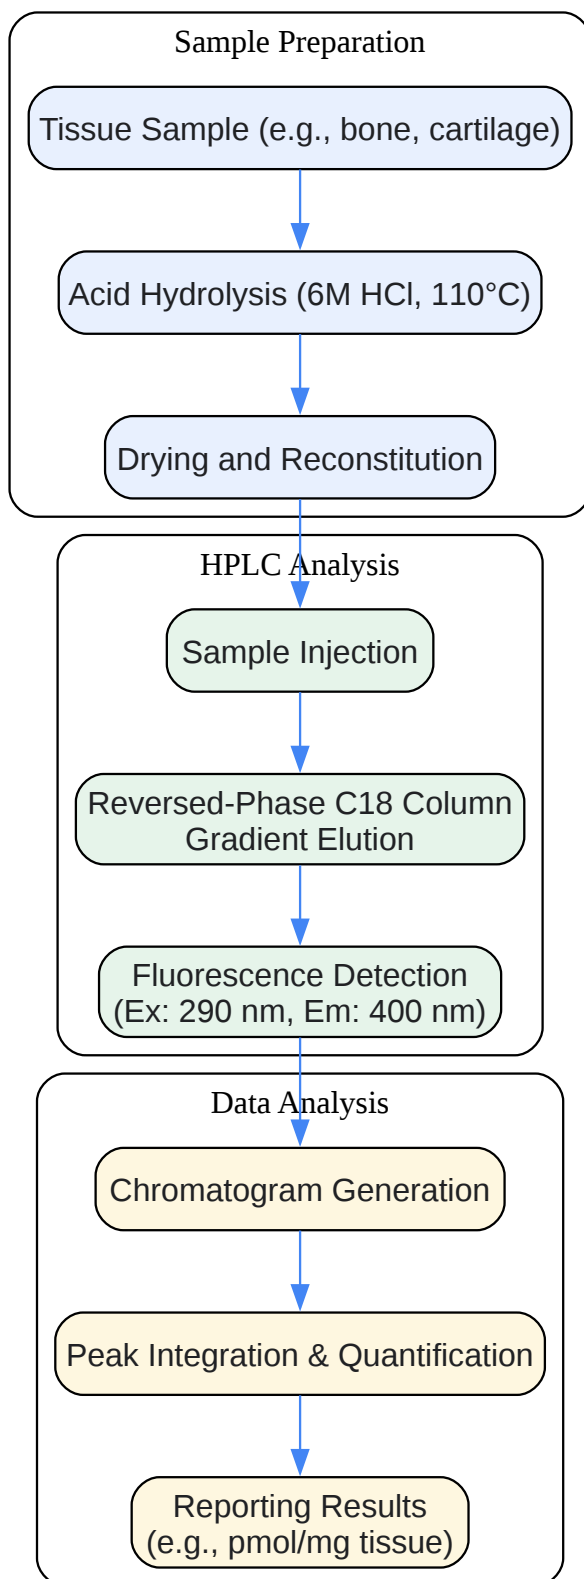 Sample Preparation
Tissue Sample (e.g., bone, cartilage)
Acid Hydrolysis (6M HCl, 110°C)
Drying and Reconstitution
HPLC Analysis
Sample Injection
Reversed-Phase C18 Column
Gradient Elution
Fluorescence Detection
(Ex: 290 nm, Em: 400 nm)
Data Analysis
Chromatogram Generation
Peak Integration & Quantification
Reporting Results
(e.g., pmol/mg tissue)